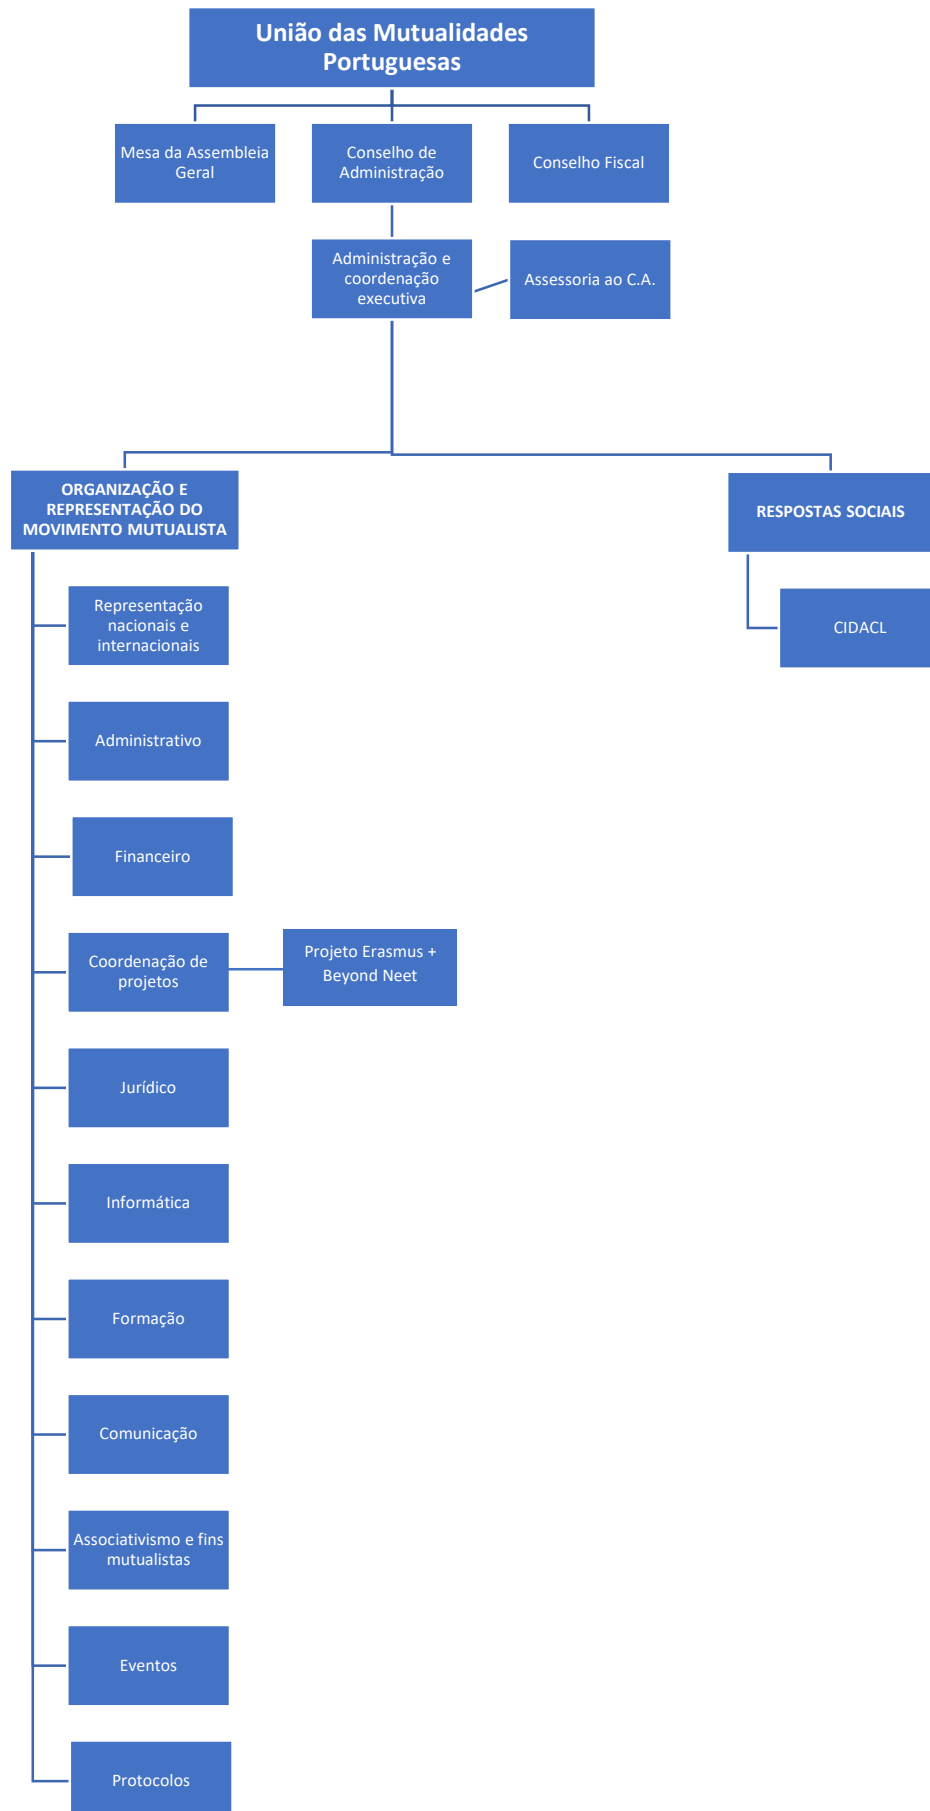 União das Mutualidades
Portuguesas
Mesa da Assembleia
Geral
Conselho de
Administração
Conselho Fiscal
Administração e
coordenação
executiva
Assessoria ao C.A.
ORGANIZAÇÃO E
REPRESENTAÇÃO DO
MOVIMENTO MUTUALISTA
RESPOSTAS SOCIAIS
Representação
nacionais e
internacionais
CIDACL
Administrativo
Financeiro
Coordenação de
projetos
Projeto Erasmus +
Beyond Neet
Jurídico
Informática
Formação
Comunicação
Associativismo e fins
mutualistas
Eventos
Protocolos